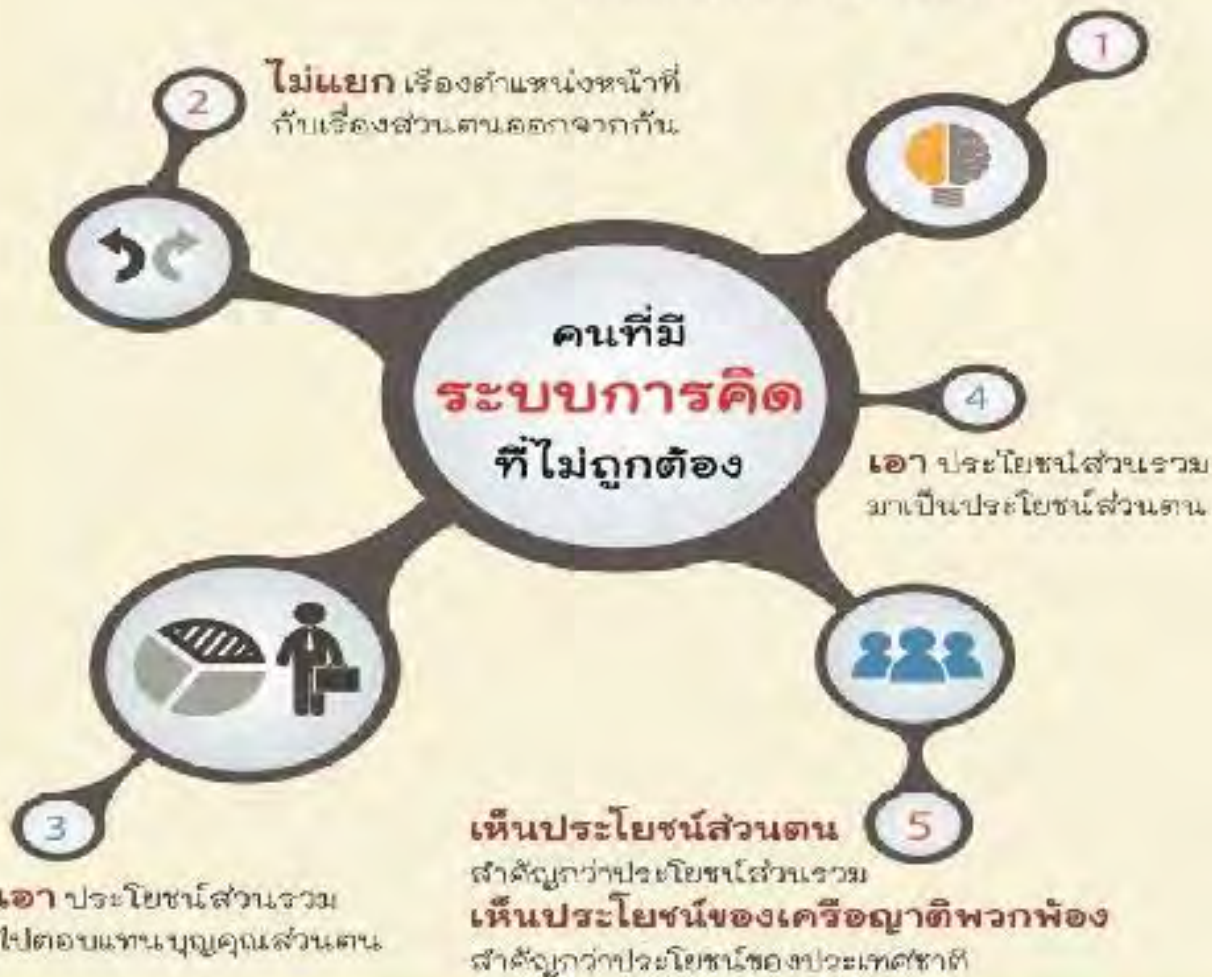 1
2
ไม่แยก เรื่องตำแหน่งหน้าที่
กับเรื่องส่วนตนออกจากกัน
คนที่มี
ระบบการคิด
ที่ไม่ถูกต้อง
4
เอา ประโยชน์ส่วนรวม
มาเป็นประโยชน์ส่วนตน
3
เอา ประโยชน์ส่วนรวม
ไปตอบแทนบุญคุณส่วนตน
5
เห็นประโยชน์ส่วนตน
สำคัญกว่าประโยชน์ส่วนรวม
เห็นประโยชน์ของเครือญาติพวกพ้อง
สำคัญกว่าประโยชน์ของประเทศชาติ